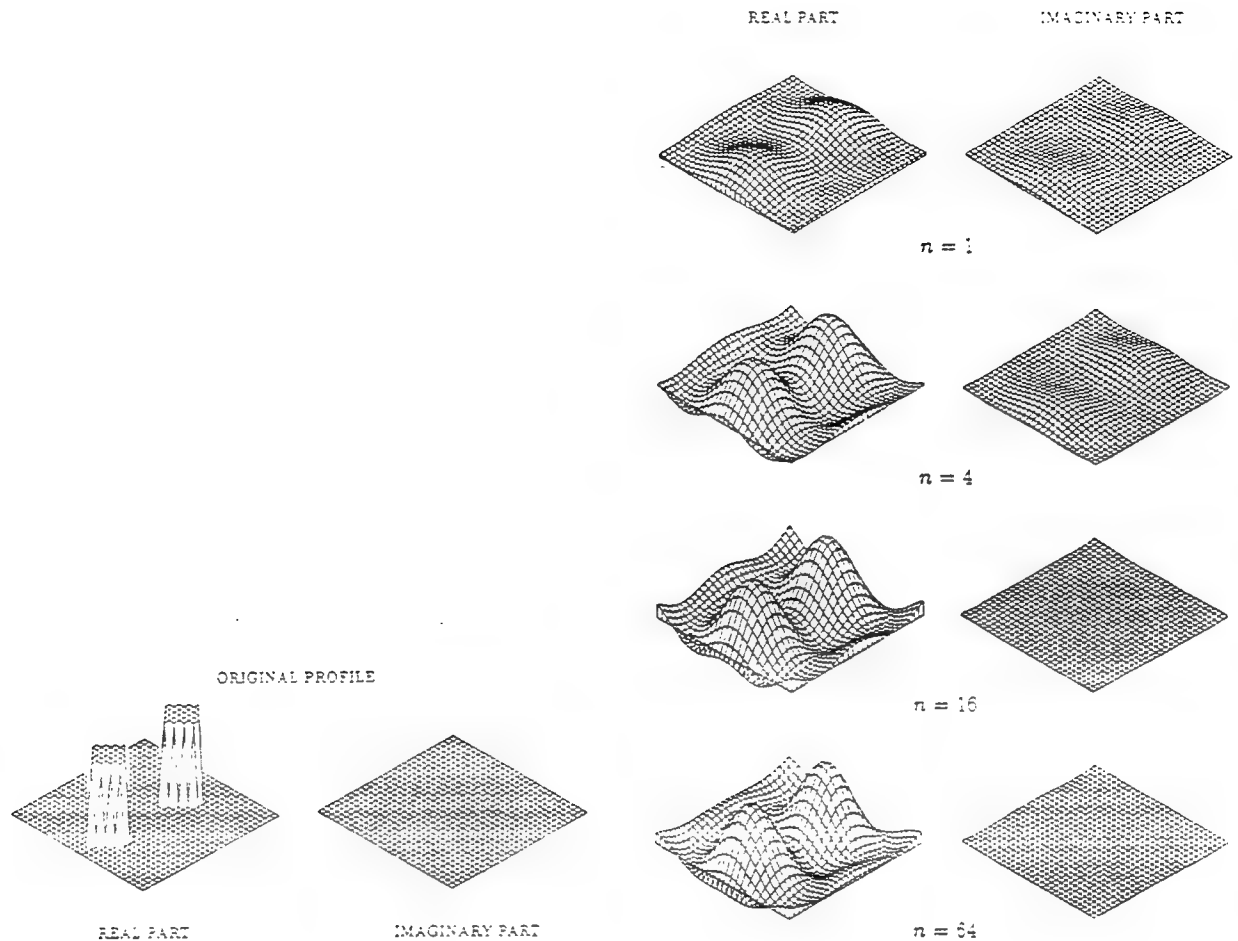 REAL PART
IMAGINARY PART
n = 1
n = 4
n = 16
n = 64
ORIGINAL PROFILE
REAL PART
IMAGINARY PART